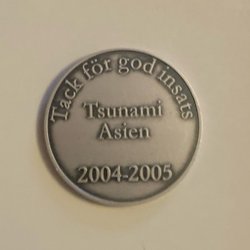 Tack för god insats
Tsunami
Asien
2004-2005